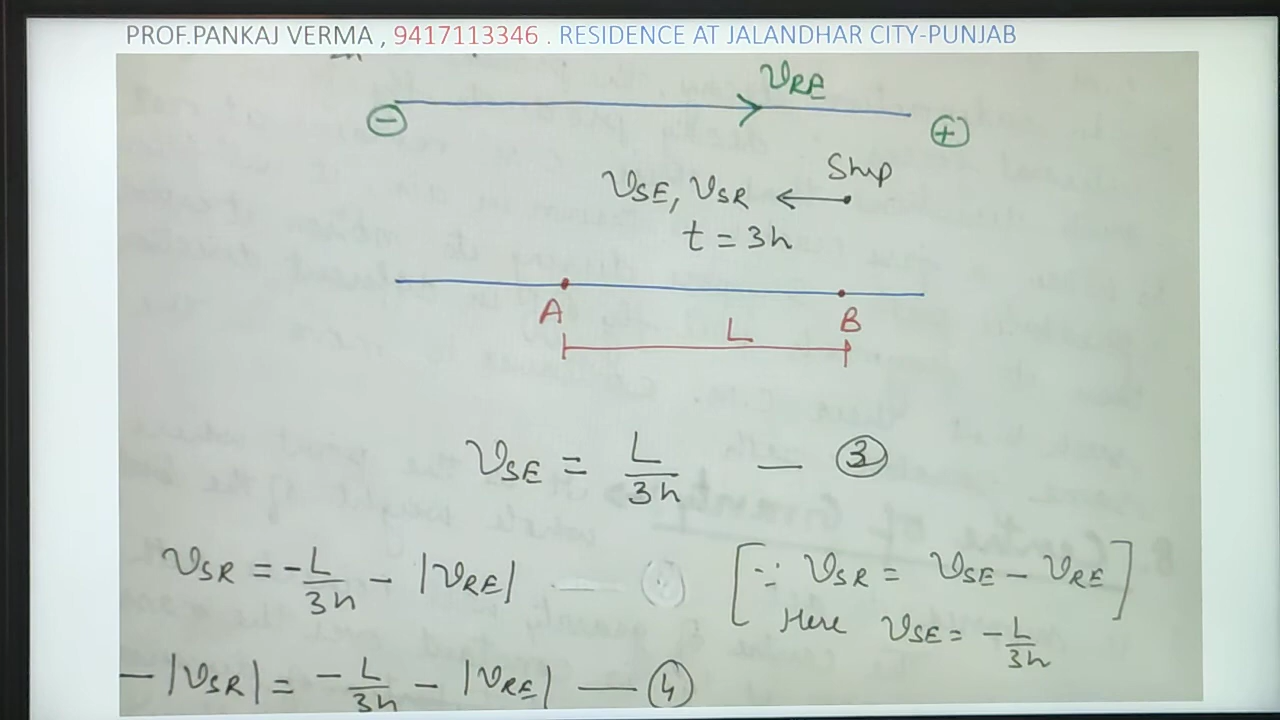 PROF.PANKAJ VERMA , 9417113346 . RESIDENCE AT JALANDHAR CITY-PUNJAB
V_RE
⊖ ⊕
Ship
V_SE, V_SR
t = 3h
A B
L
V_SE = L/3h — ③
V_SR = -L/3h - |V_RE| [∵ V_SR = V_SE - V_RE]
Here V_SE = -L/3h
- |V_SR| = -L/3h - |V_RE| — ④